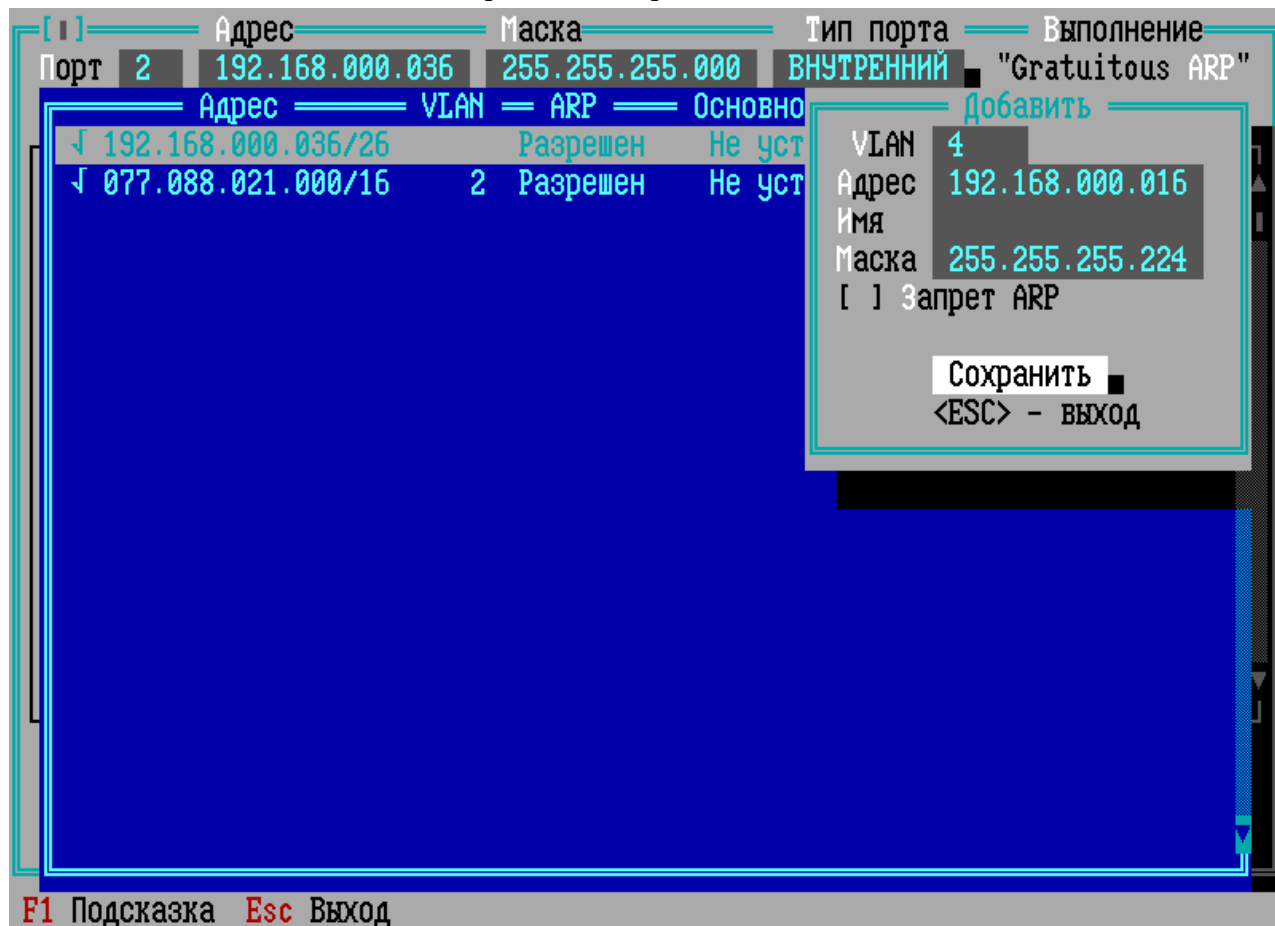 [▮] Адрес Маска Тип порта Выполнение
Порт 2 192.168.000.036 255.255.255.000 ВНУТРЕННИЙ "Gratuitous ARP"
Адрес VLAN ARP Основно
√ 192.168.000.036/26 Разрешен Не уст
√ 077.088.021.000/16 2 Разрешен Не уст
Добавить
VLAN 4
Адрес 192.168.000.016
Имя
Маска 255.255.255.224
[ ] Запрет ARP
Сохранить
<ESC> - выход
F1 Подсказка Esc Выход